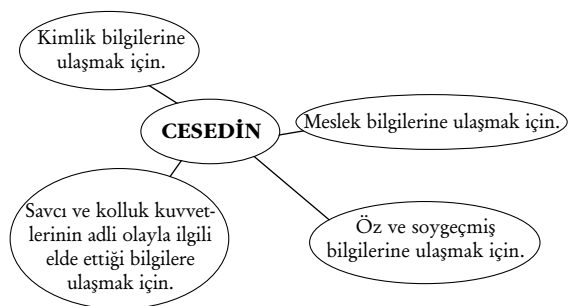 Kimlik bilgilerine
ulaşmak için.
CESEDİN
Meslek bilgilerine ulaşmak için.
Savcı ve kolluk kuvvet-
lerinin adli olayla ilgili
elde ettiği bilgilere
ulaşmak için.
Öz ve soygeçmiş
bilgilerine ulaşmak için.